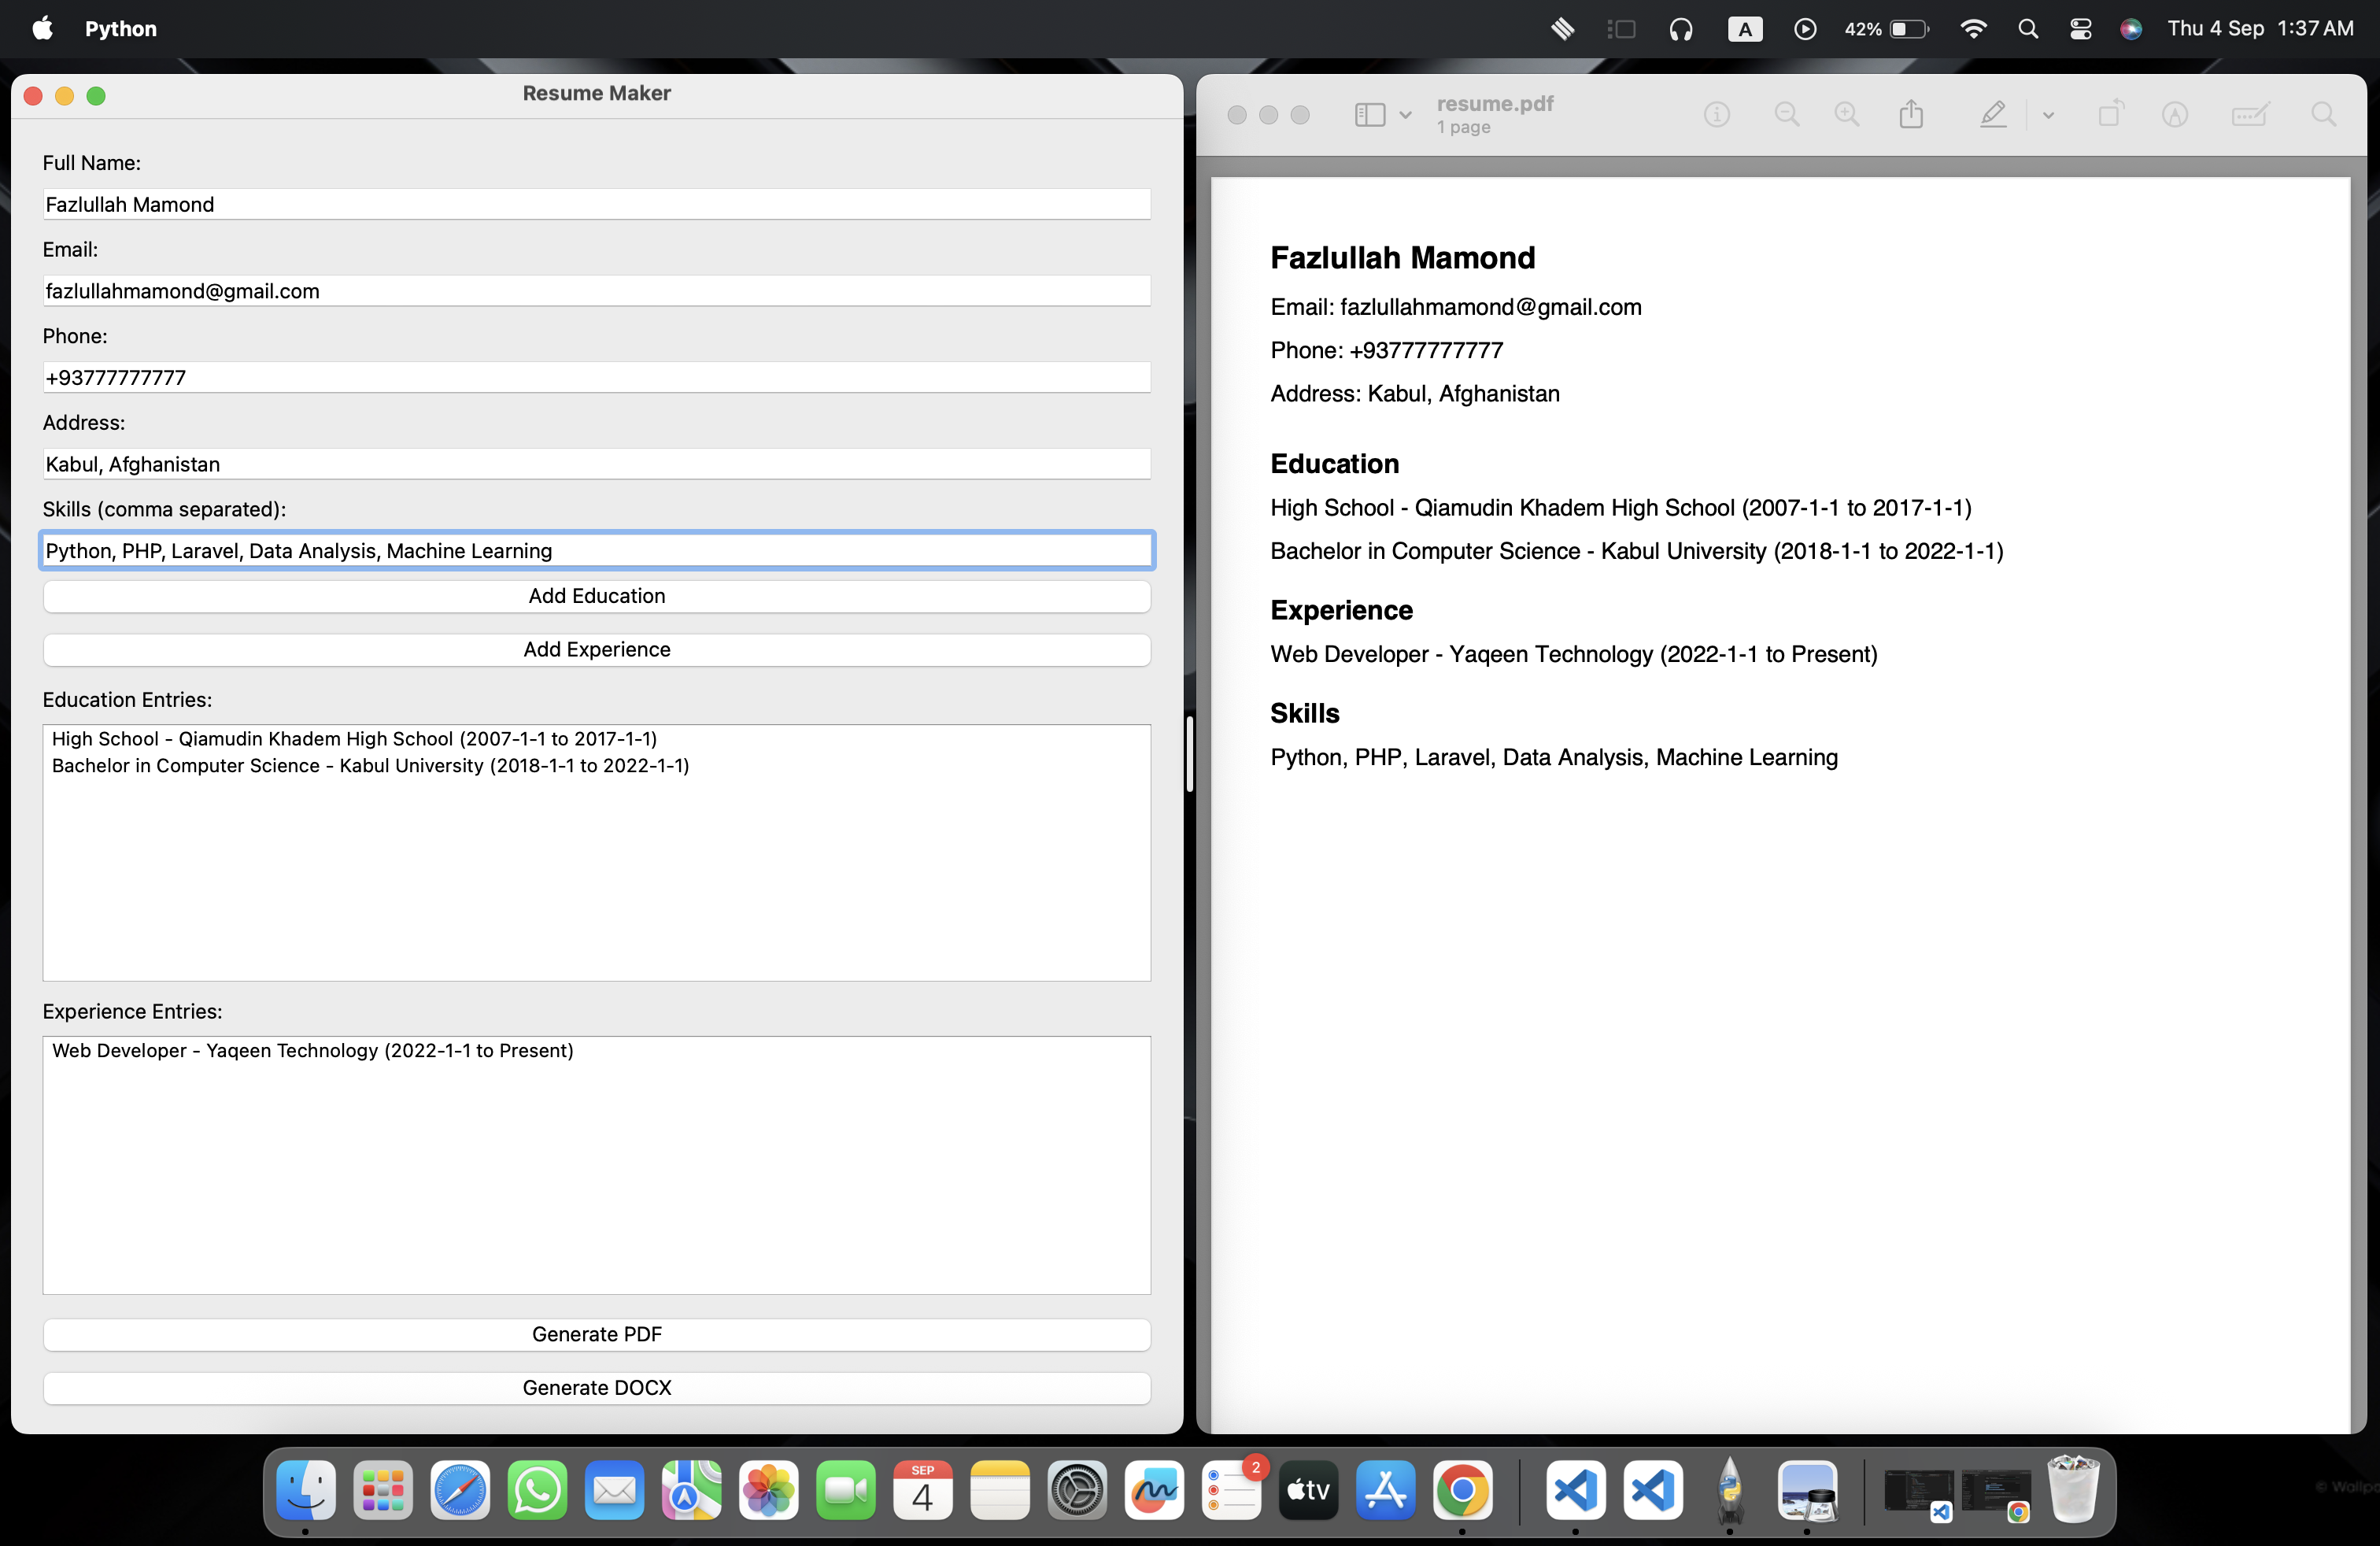 Python
A
42%
Thu 4 Sep 1:37 AM
Resume Maker
Full Name:
Fazlullah Mamond
Email:
fazlullahmamond@gmail.com
Phone:
+93777777777
Address:
Kabul, Afghanistan
Skills (comma separated):
Python, PHP, Laravel, Data Analysis, Machine Learning
Add Education
Add Experience
Education Entries:
High School - Qiamudin Khadem High School (2007-1-1 to 2017-1-1)
Bachelor in Computer Science - Kabul University (2018-1-1 to 2022-1-1)
Experience Entries:
Web Developer - Yaqeen Technology (2022-1-1 to Present)
Generate PDF
Generate DOCX
resume.pdf
1 page
Fazlullah Mamond
Email: fazlullahmamond@gmail.com
Phone: +93777777777
Address: Kabul, Afghanistan
Education
High School - Qiamudin Khadem High School (2007-1-1 to 2017-1-1)
Bachelor in Computer Science - Kabul University (2018-1-1 to 2022-1-1)
Experience
Web Developer - Yaqeen Technology (2022-1-1 to Present)
Skills
Python, PHP, Laravel, Data Analysis, Machine Learning
SEP
4
2
tv